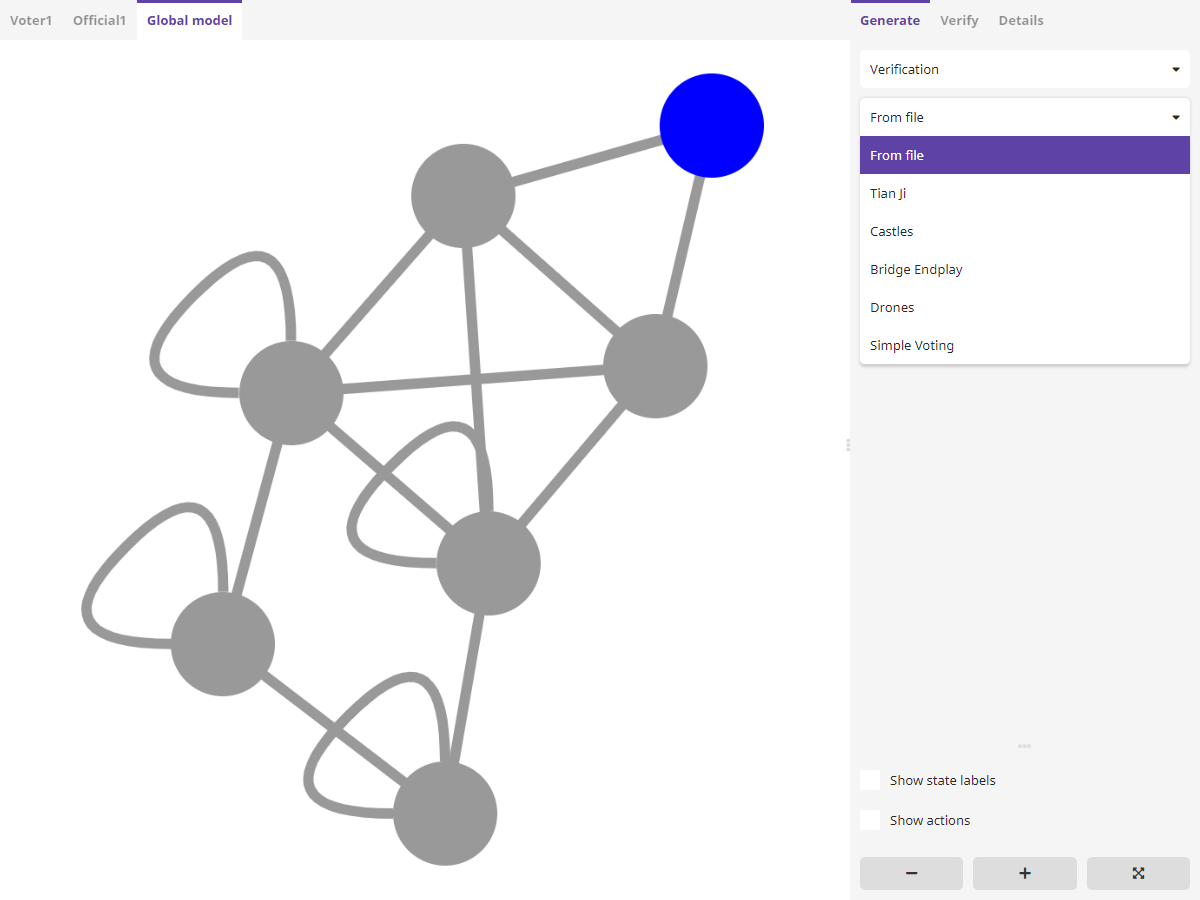 Voter1
Official1
Global model
Generate
Verify
Details
Verification
From file
From file
Tian Ji
Castles
Bridge Endplay
Drones
Simple Voting
Show state labels
Show actions